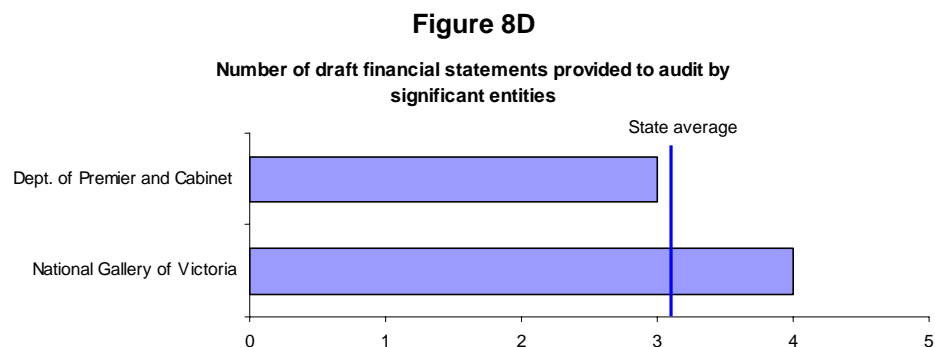 Figure 8D
Number of draft financial statements provided to audit by
significant entities
State average
Dept. of Premier and Cabinet
National Gallery of Victoria
0 1 2 3 4 5